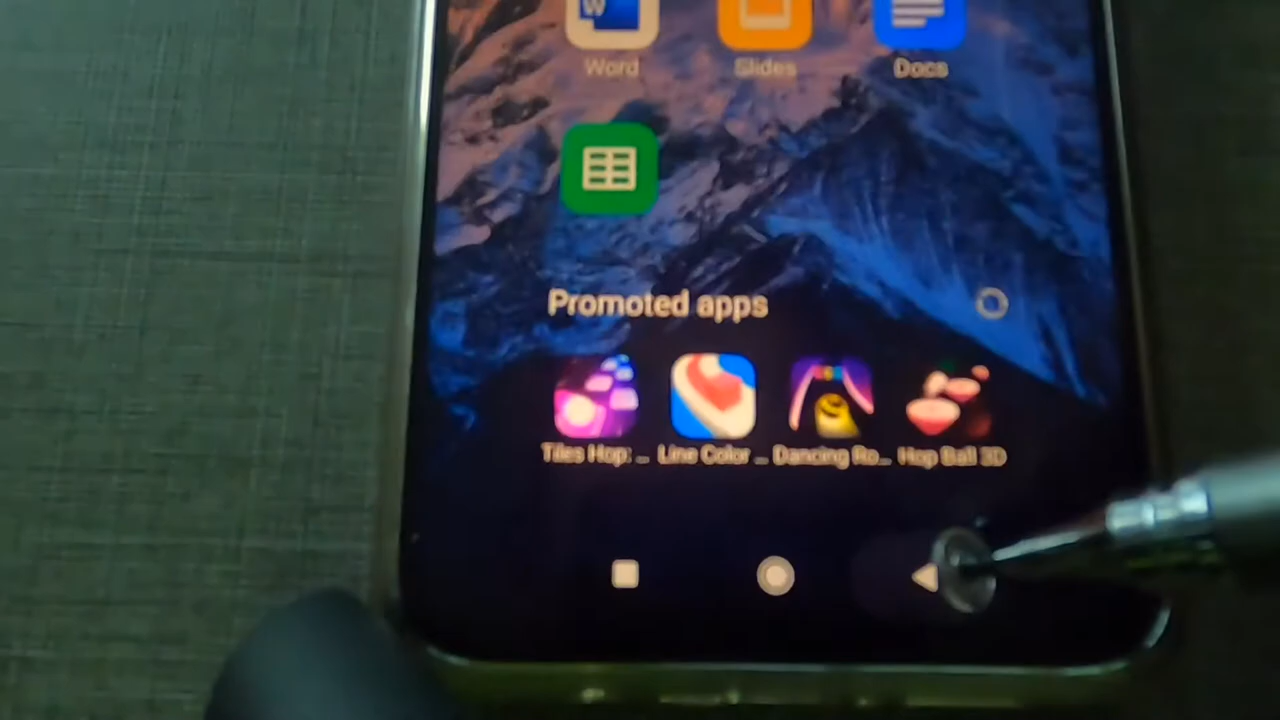 W
Word Slides Docs
Promoted apps
Tiles Hop: ... Line Color ... Dancing Ro... Hop Ball 3D